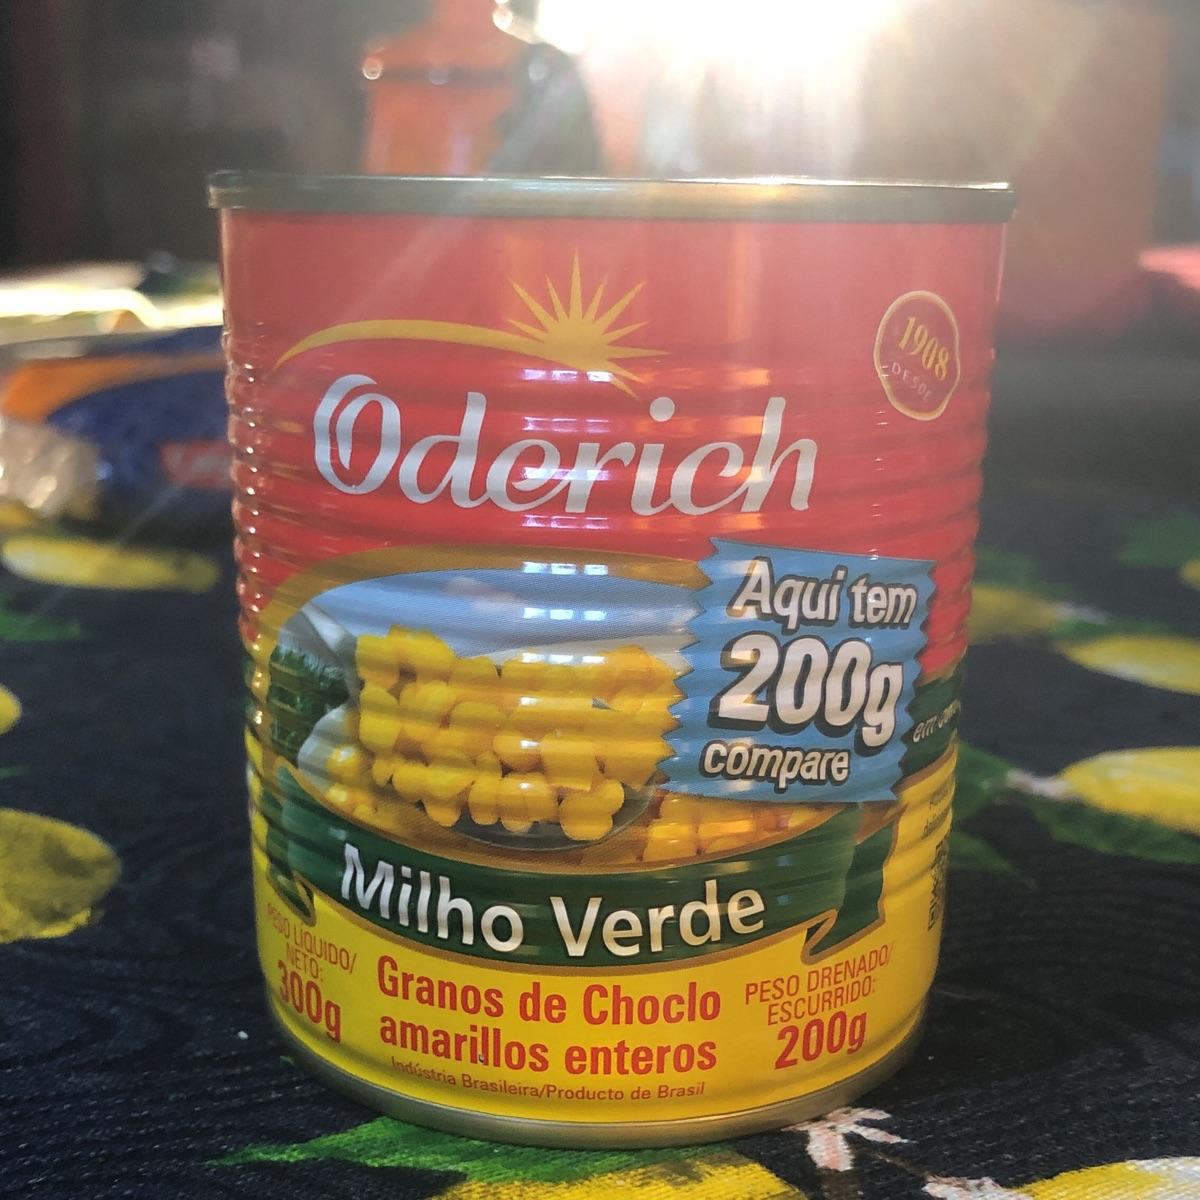 1908
DESDE
Oderich
Aqui tem
200g
compare
Milho Verde
PESO LÍQUIDO/
NETO:
300g
Granos de Choclo
amarillos enteros
PESO DRENADO/
ESCURRIDO:
200g
Indústria Brasileira/Producto de Brasil